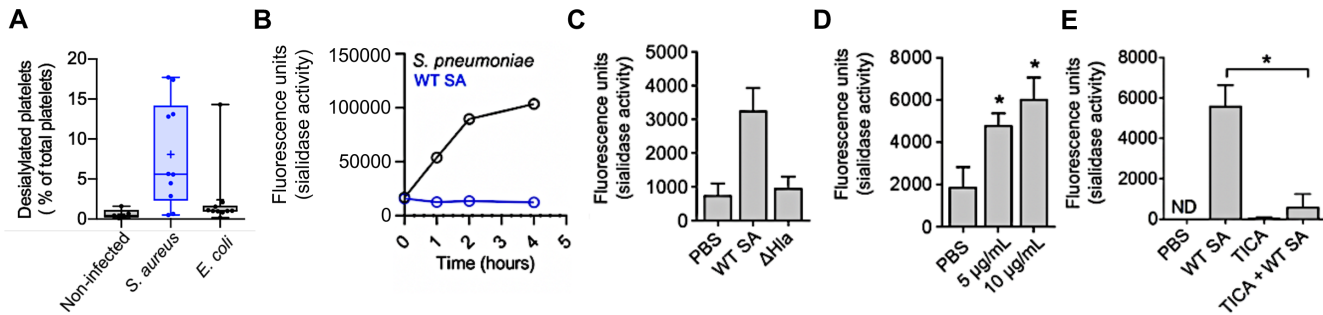 A
Desialylated platelets
( % of total platelets)
20
15
10
5
0
Non-infected
S. aureus
E. coli
B
Fluorescence units
(sialidase activity)
150000
100000
50000
0
S. pneumoniae
WT SA
0
1
2
3
4
5
Time (hours)
C
Fluorescence units
(sialidase activity)
5000
4000
3000
2000
1000
0
PBS
WT SA
ΔHla
D
Fluorescence units
(sialidase activity)
8000
6000
4000
2000
0
*
*
PBS
5 µg/mL
10 µg/mL
E
Fluorescence units
(sialidase activity)
8000
6000
4000
2000
0
*
ND
PBS
WT SA
TICA
TICA + WT SA